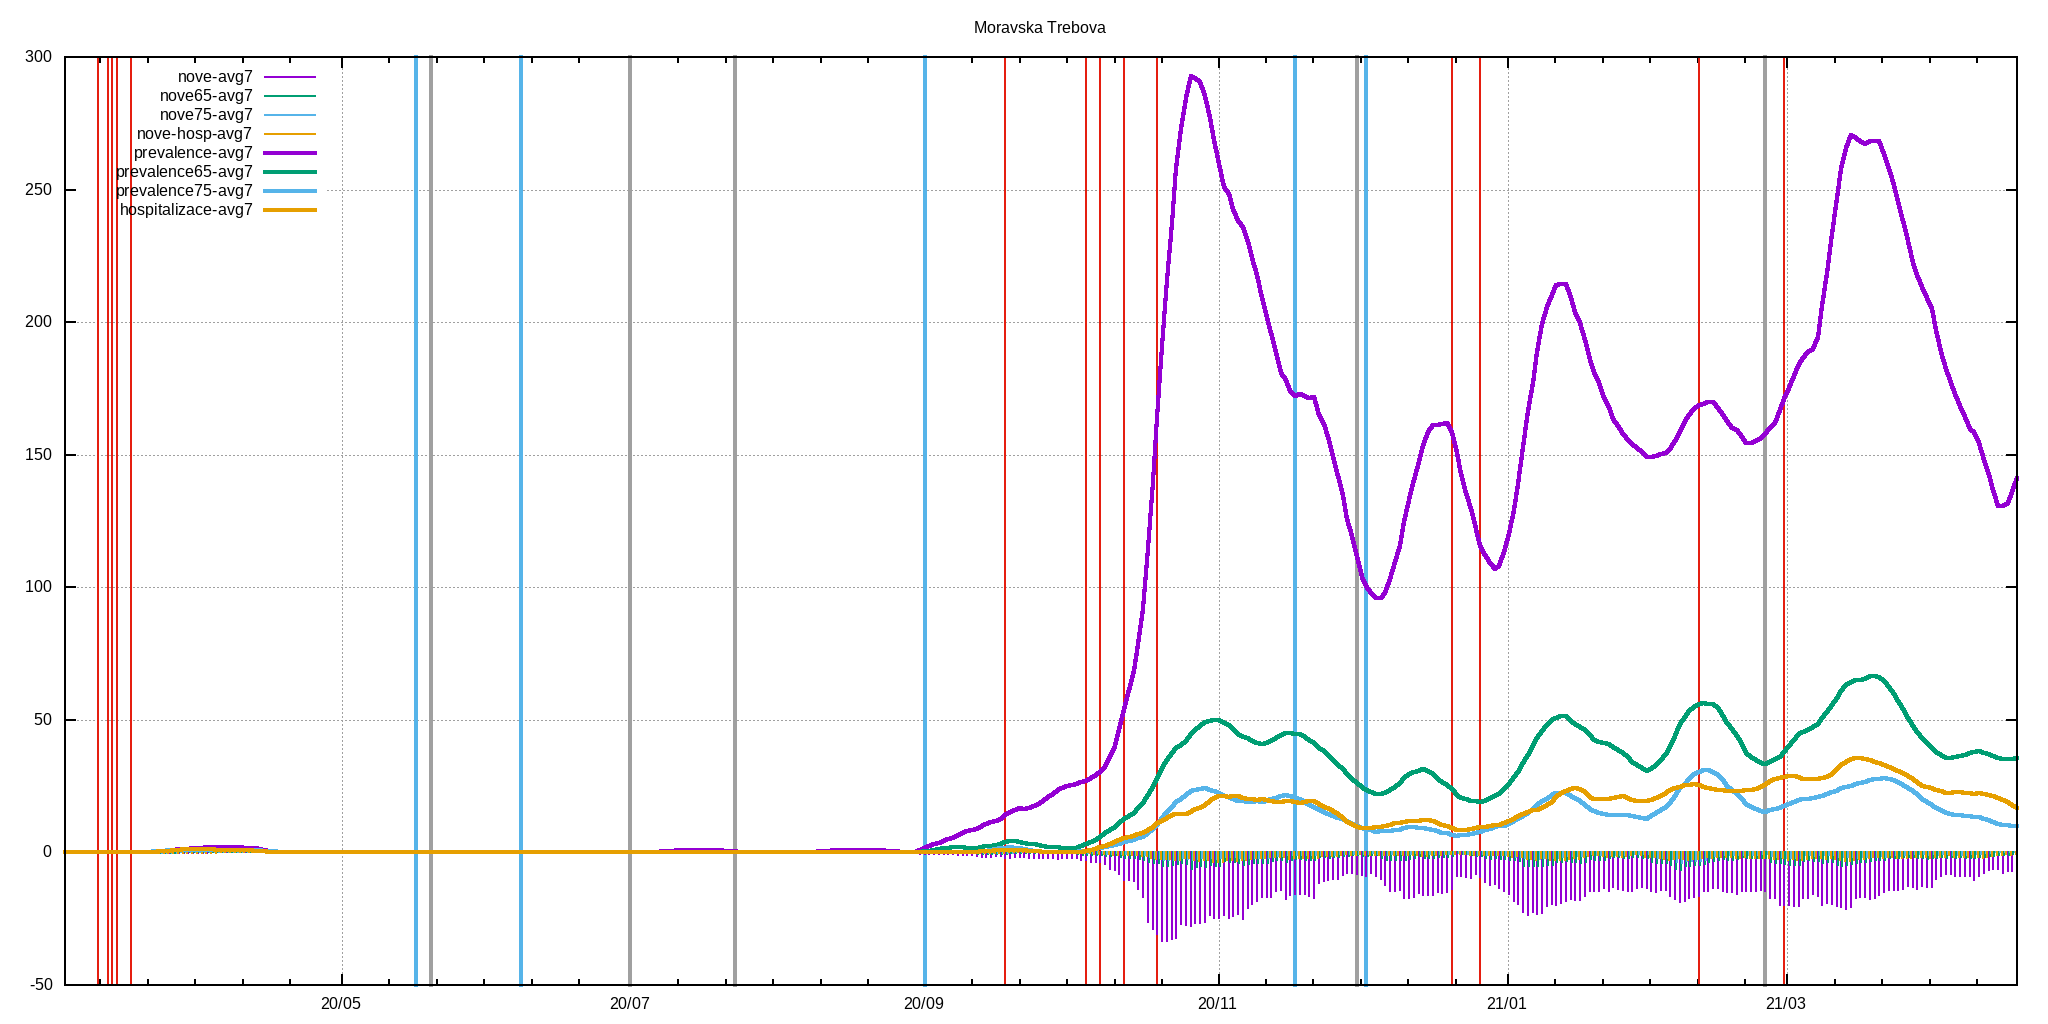 Moravska Trebova
300
250
200
150
100
50
0
-50
nove-avg7
nove65-avg7
nove75-avg7
nove-hosp-avg7
prevalence-avg7
prevalence65-avg7
prevalence75-avg7
hospitalizace-avg7
20/05 20/07 20/09 20/11 21/01 21/03